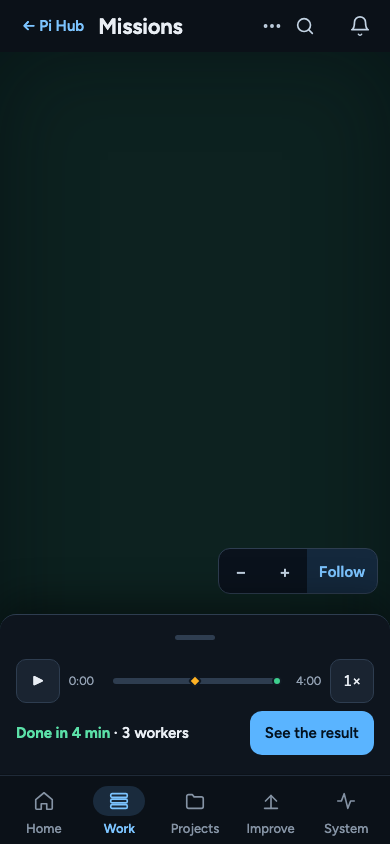 ← Pi Hub Missions •••
– + Follow
0:00 4:00 1×
Done in 4 min · 3 workers See the result
Home Work Projects Improve System